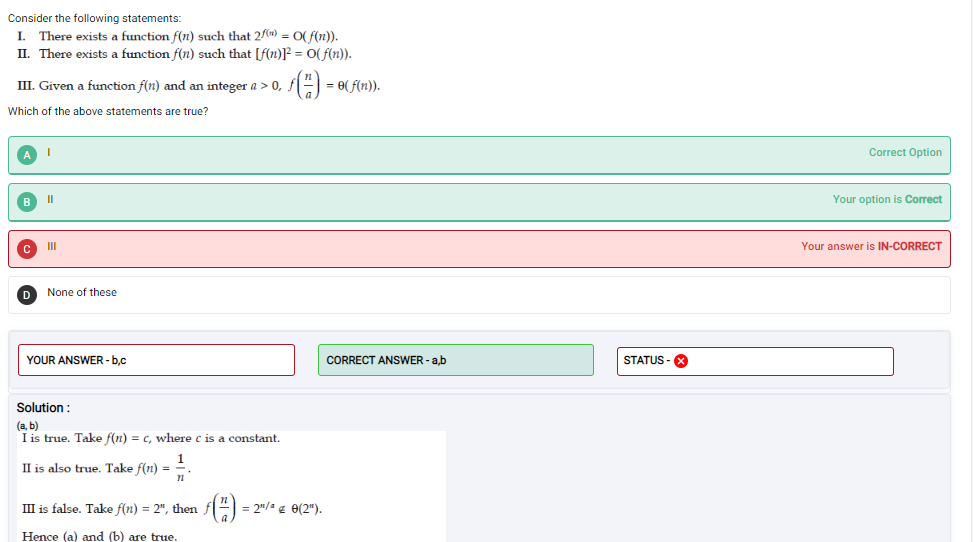 Consider the following statements:
I. There exists a function f(n) such that 2^f(n) = O( f(n)).
II. There exists a function f(n) such that [f(n)]² = O( f(n)).
III. Given a function f(n) and an integer a > 0, f(n/a) = θ( f(n)).
Which of the above statements are true?
A I Correct Option
B II Your option is Correct
C III Your answer is IN-CORRECT
D None of these
YOUR ANSWER - b,c CORRECT ANSWER - a,b STATUS -
Solution :
(a, b)
I is true. Take f(n) = c, where c is a constant.
II is also true. Take f(n) = 1/n.
III is false. Take f(n) = 2ⁿ, then f(n/a) = 2^n/a ∉ θ(2ⁿ).
Hence (a) and (b) are true.